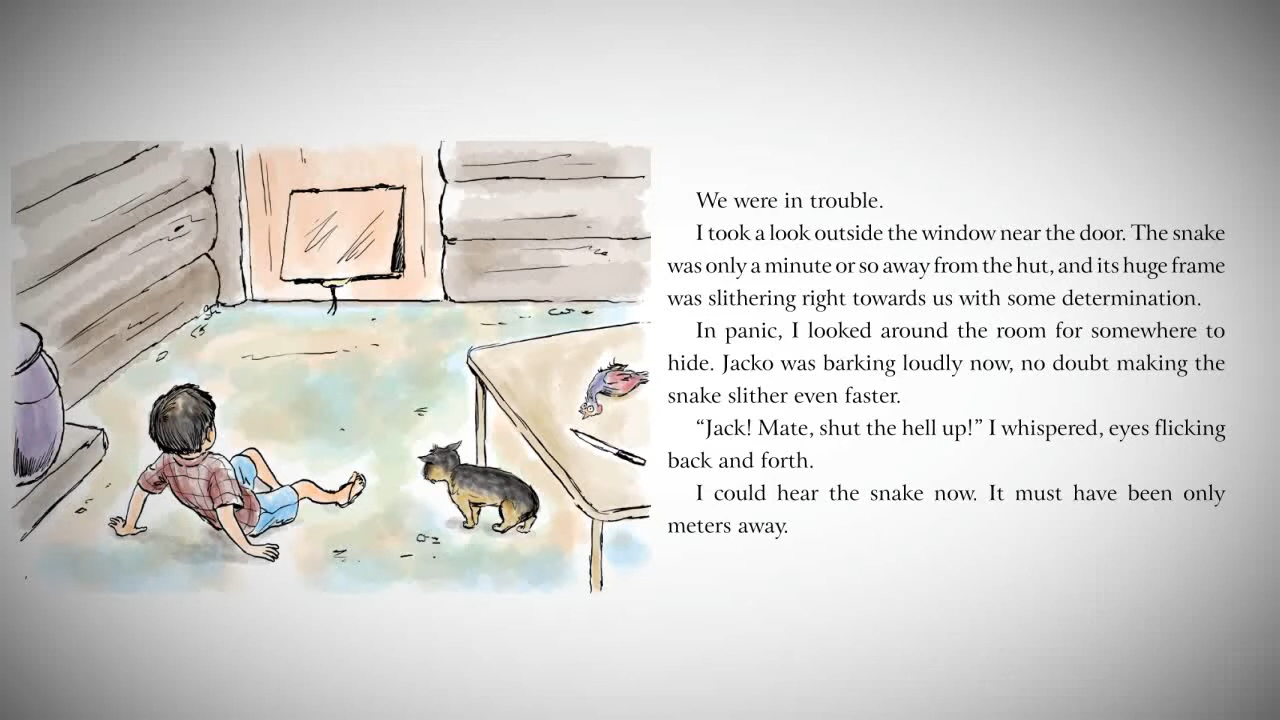 We were in trouble.
I took a look outside the window near the door. The snake
was only a minute or so away from the hut, and its huge frame
was slithering right towards us with some determination.
In panic, I looked around the room for somewhere to
hide. Jacko was barking loudly now, no doubt making the
snake slither even faster.
“Jack! Mate, shut the hell up!” I whispered, eyes flicking
back and forth.
I could hear the snake now. It must have been only
meters away.